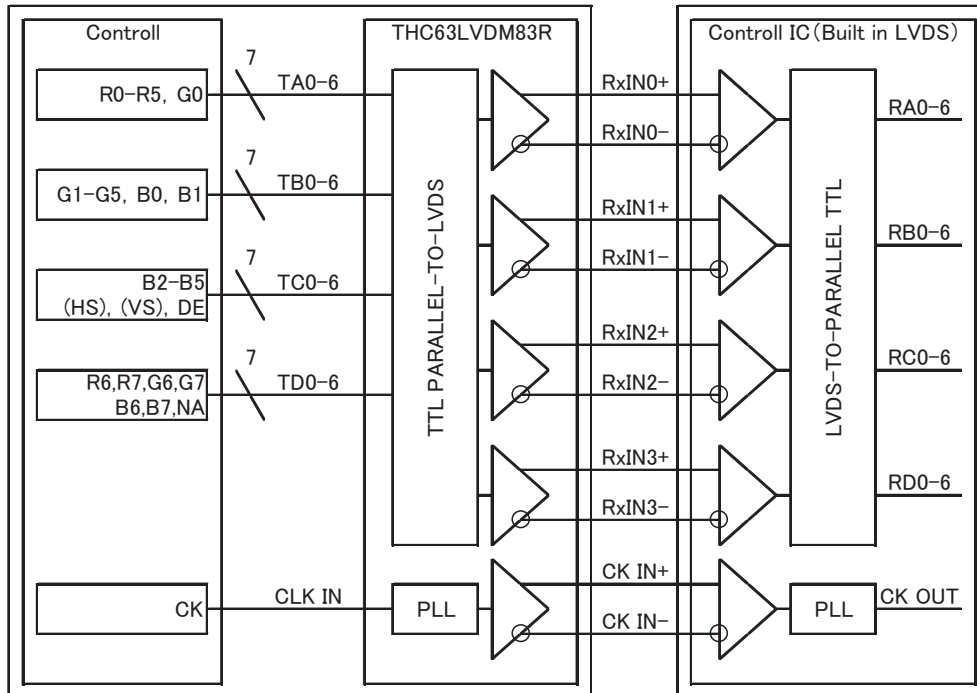 Controll
THC63LVDM83R
Controll IC(Built in LVDS)
R0-R5, G0
7
TA0-6
RxIN0+
RxIN0-
RA0-6
G1-G5, B0, B1
7
TB0-6
RxIN1+
RxIN1-
RB0-6
B2-B5
(HS), (VS), DE
7
TC0-6
RxIN2+
RxIN2-
RC0-6
R6,R7,G6,G7
B6,B7,NA
7
TD0-6
RxIN3+
RxIN3-
RD0-6
TTL PARALLEL-TO-LVDS
LVDS-TO-PARALLEL TTL
CK
CLK IN
PLL
CK IN+
CK IN-
PLL
CK OUT